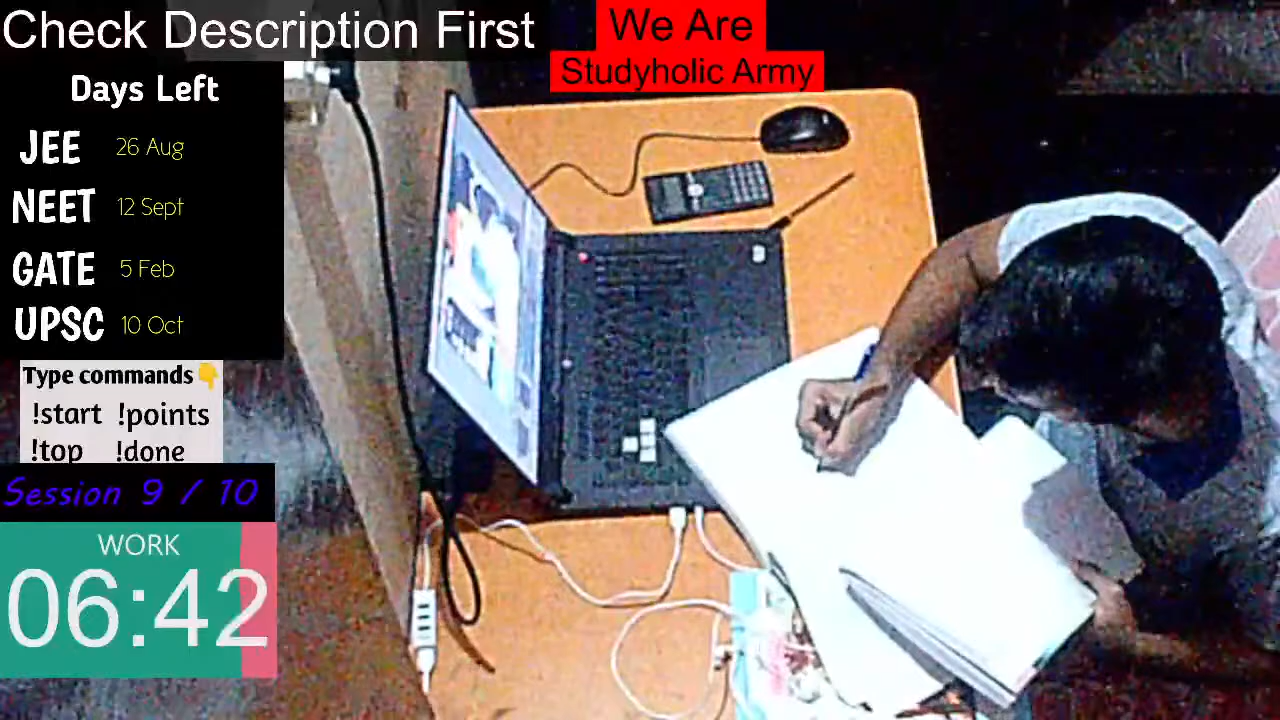 Check Description First
We Are
Studyholic Army
Days Left
JEE 26 Aug
NEET 12 Sept
GATE 5 Feb
UPSC 10 Oct
Type commands👇
!start !points
!top !done
Session 9 / 10
WORK
06:42